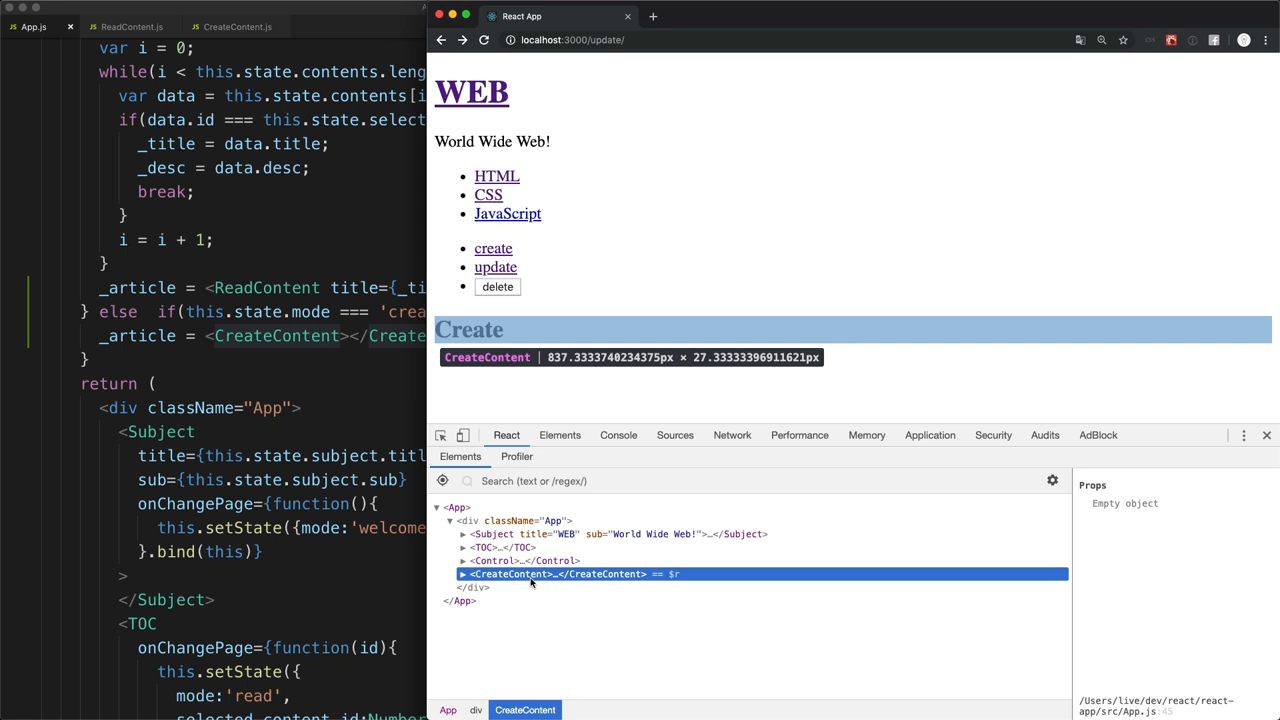 JS App.js × JS ReadContent.js JS CreateContent.js
var i = 0;
while(i < this.state.contents.leng
var data = this.state.contents[i
if(data.id === this.state.select
_title = data.title;
_desc = data.desc;
break;
}
i = i + 1;
}
_article = <ReadContent title={_ti
} else if(this.state.mode === 'crea
_article = <CreateContent></Create
}
return (
<div className="App">
<Subject
title={this.state.subject.titl
sub={this.state.subject.sub}
onChangePage={function(){
this.setState({mode:'welcome
}.bind(this)}
>
</Subject>
<TOC
onChangePage={function(id){
this.setState({
mode:'read',
selected_content_id:Number
React App × +
localhost:3000/update/
WEB
World Wide Web!
• HTML
• CSS
• JavaScript
• create
• update
• delete
Create
CreateContent | 837.3333740234375px × 27.33333396911621px
React Elements Console Sources Network Performance Memory Application Security Audits AdBlock
Elements Profiler
Search (text or /regex/)
▼ <App>
▼ <div className="App">
▶ <Subject title="WEB" sub="World Wide Web!">…</Subject>
▶ <TOC>…</TOC>
▶ <Control>…</Control>
▶ <CreateContent>…</CreateContent> == $r
</div>
</App>
App div CreateContent
Props
Empty object
/Users/live/dev/react/react-
app/src/App.js:45